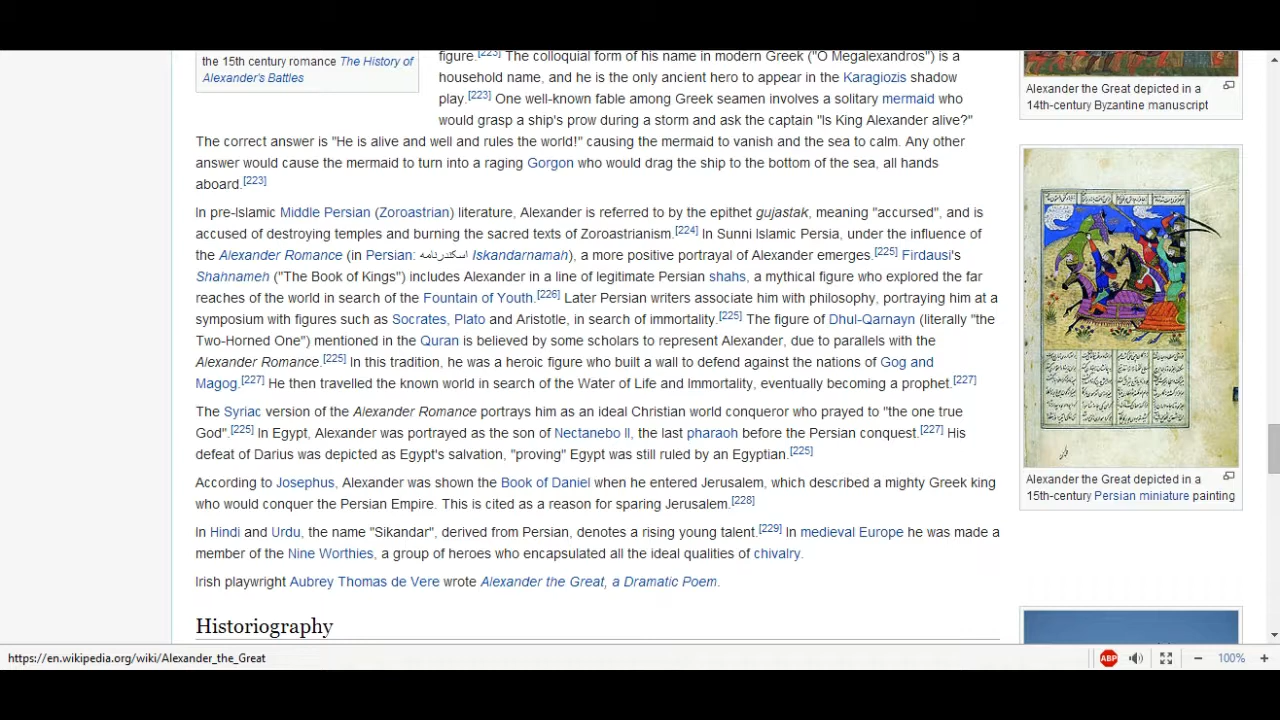 the 15th century romance The History of
Alexander's Battles
figure.[223] The colloquial form of his name in modern Greek ("O Megalexandros") is a
household name, and he is the only ancient hero to appear in the Karagiozis shadow
play.[223] One well-known fable among Greek seamen involves a solitary mermaid who
would grasp a ship's prow during a storm and ask the captain "Is King Alexander alive?"
The correct answer is "He is alive and well and rules the world!" causing the mermaid to vanish and the sea to calm. Any other
answer would cause the mermaid to turn into a raging Gorgon who would drag the ship to the bottom of the sea, all hands
aboard.[223]
In pre-Islamic Middle Persian (Zoroastrian) literature, Alexander is referred to by the epithet gujastak, meaning "accursed", and is
accused of destroying temples and burning the sacred texts of Zoroastrianism.[224] In Sunni Islamic Persia, under the influence of
the Alexander Romance (in Persian: اسکندرنامه Iskandarnamah), a more positive portrayal of Alexander emerges.[225] Firdausi's
Shahnameh ("The Book of Kings") includes Alexander in a line of legitimate Persian shahs, a mythical figure who explored the far
reaches of the world in search of the Fountain of Youth.[226] Later Persian writers associate him with philosophy, portraying him at a
symposium with figures such as Socrates, Plato and Aristotle, in search of immortality.[225] The figure of Dhul-Qarnayn (literally "the
Two-Horned One") mentioned in the Quran is believed by some scholars to represent Alexander, due to parallels with the
Alexander Romance.[225] In this tradition, he was a heroic figure who built a wall to defend against the nations of Gog and
Magog.[227] He then travelled the known world in search of the Water of Life and Immortality, eventually becoming a prophet.[227]
The Syriac version of the Alexander Romance portrays him as an ideal Christian world conqueror who prayed to "the one true
God".[225] In Egypt, Alexander was portrayed as the son of Nectanebo II, the last pharaoh before the Persian conquest.[227] His
defeat of Darius was depicted as Egypt's salvation, "proving" Egypt was still ruled by an Egyptian.[225]
According to Josephus, Alexander was shown the Book of Daniel when he entered Jerusalem, which described a mighty Greek king
who would conquer the Persian Empire. This is cited as a reason for sparing Jerusalem.[228]
In Hindi and Urdu, the name "Sikandar", derived from Persian, denotes a rising young talent.[229] In medieval Europe he was made a
member of the Nine Worthies, a group of heroes who encapsulated all the ideal qualities of chivalry.
Irish playwright Aubrey Thomas de Vere wrote Alexander the Great, a Dramatic Poem.
Historiography
Alexander the Great depicted in a
14th-century Byzantine manuscript
Alexander the Great depicted in a
15th-century Persian miniature painting
https://en.wikipedia.org/wiki/Alexander_the_Great
ABP
100%